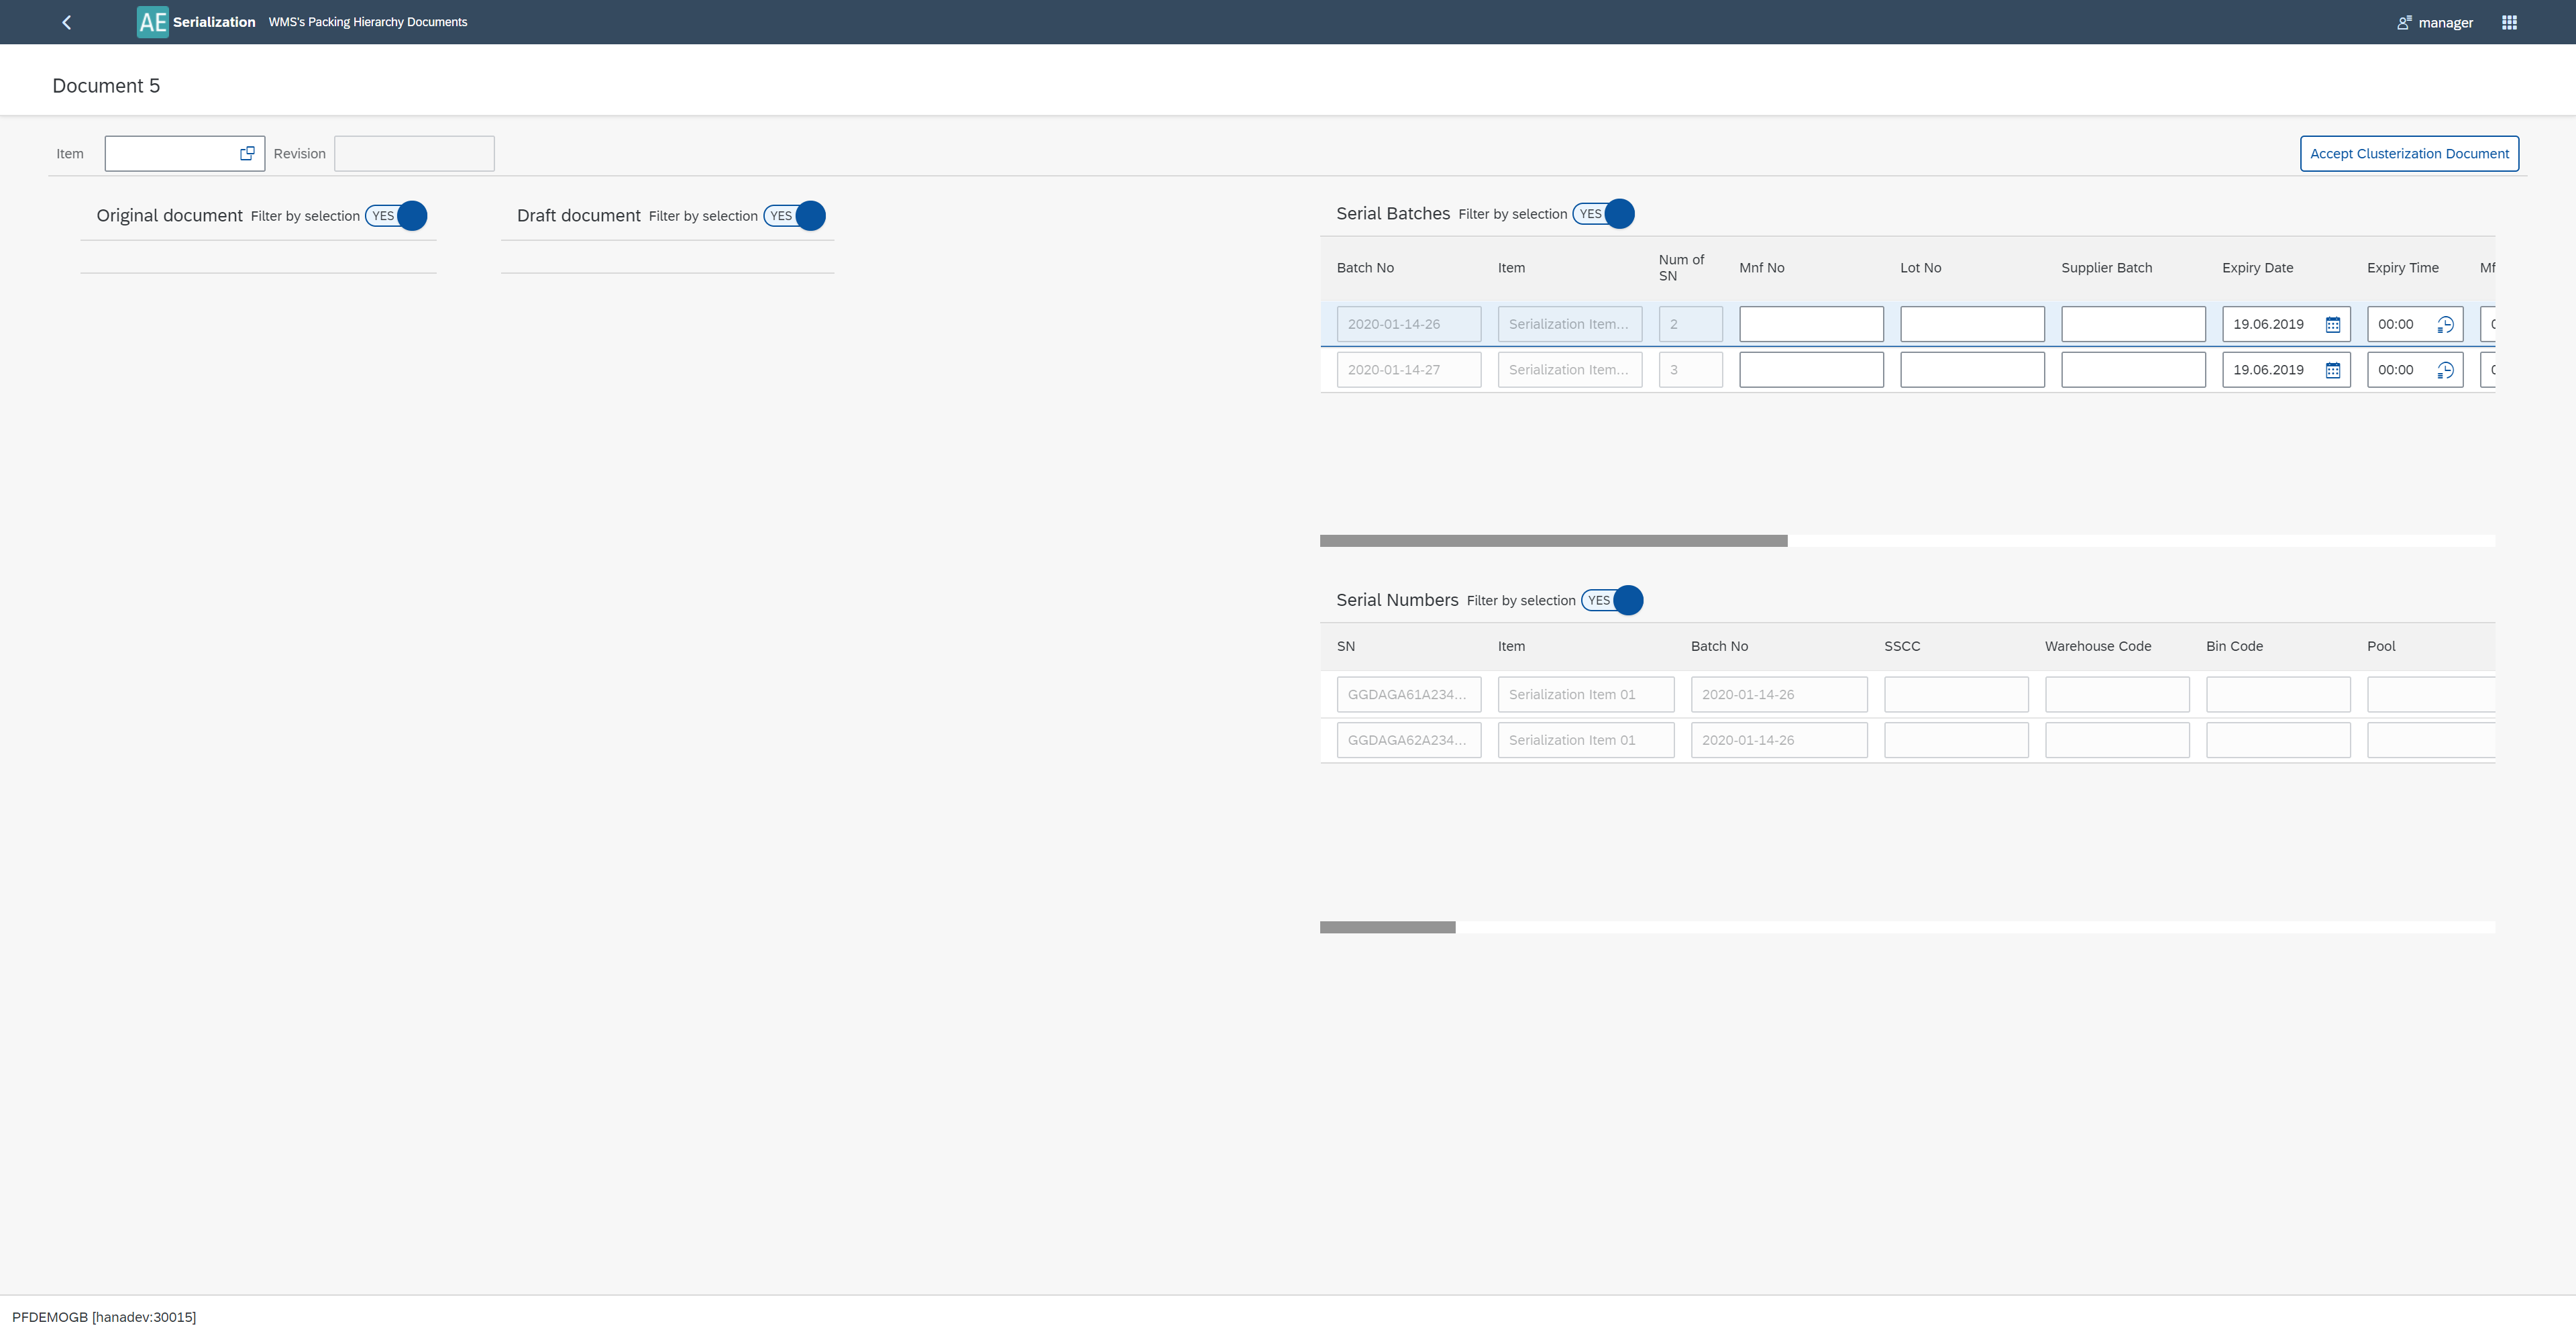 AE Serialization WMS's Packing Hierarchy Documents manager
Document 5
Item Revision Accept Clusterization Document
Original document Filter by selection YES
Draft document Filter by selection YES
Serial Batches Filter by selection YES
Batch No Item Num of SN Mnf No Lot No Supplier Batch Expiry Date Expiry Time
2020-01-14-26 Serialization Item... 2 19.06.2019 00:00
2020-01-14-27 Serialization Item... 3 19.06.2019 00:00
Serial Numbers Filter by selection YES
SN Item Batch No SSCC Warehouse Code Bin Code Pool
GGDAGA61A234... Serialization Item 01 2020-01-14-26
GGDAGA62A234... Serialization Item 01 2020-01-14-26
PFDEMOGB [hanadev:30015]